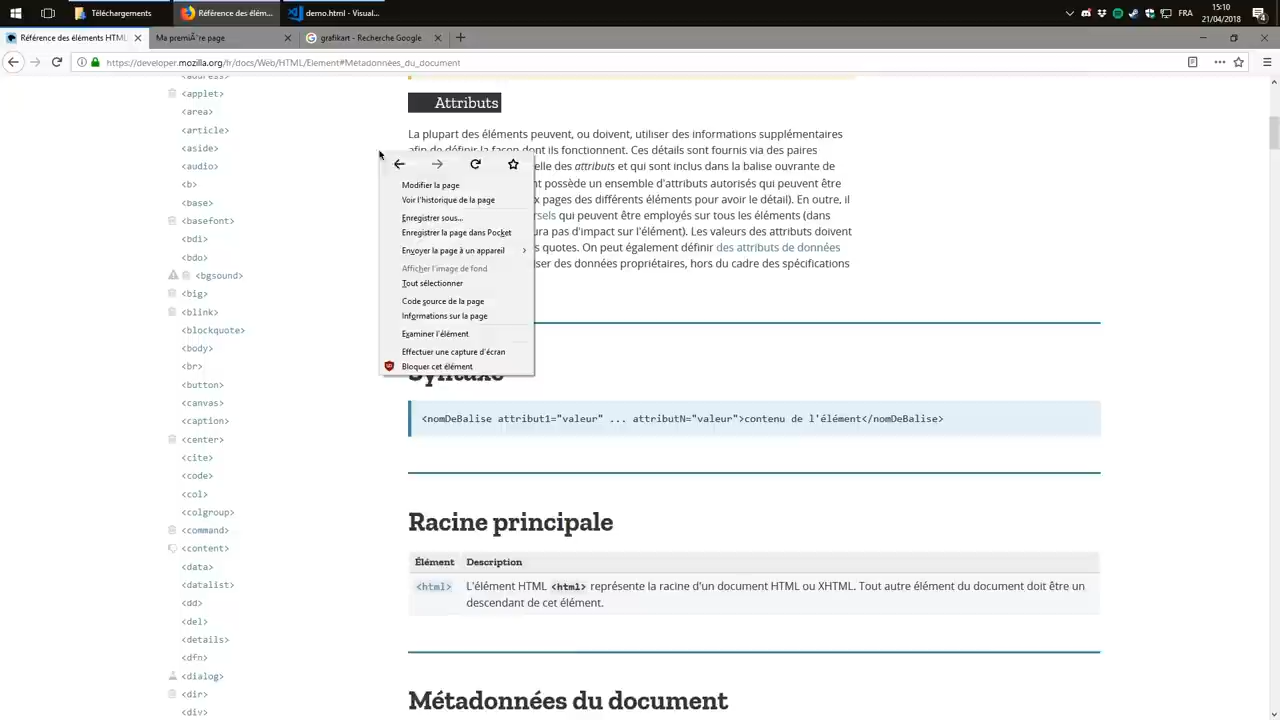 Téléchargements
Référence des élém...
demo.html - Visual...
FRA
15:10
21/04/2018
Référence des éléments HTML
Ma premiÃ¨re page
grafikart - Recherche Google
https://developer.mozilla.org/fr/docs/Web/HTML/Element#Métadonnées_du_document
<address>
<applet>
<area>
<article>
<aside>
<audio>
<b>
<base>
<basefont>
<bdi>
<bdo>
<bgsound>
<big>
<blink>
<blockquote>
<body>
<br>
<button>
<canvas>
<caption>
<center>
<cite>
<code>
<col>
<colgroup>
<command>
<content>
<data>
<datalist>
<dd>
<del>
<details>
<dfn>
<dialog>
<dir>
<div>
Attributs
La plupart des éléments peuvent, ou doivent, utiliser des informations supplémentaires
afin de définir la façon dont ils fonctionnent. Ces détails sont fournis via des paires
elle des attributs et qui sont inclus dans la balise ouvrante de
nt possède un ensemble d'attributs autorisés qui peuvent être
x pages des différents éléments pour avoir le détail). En outre, il
rsels qui peuvent être employés sur tous les éléments (dans
ura pas d'impact sur l'élément). Les valeurs des attributs doivent
s quotes. On peut également définir des attributs de données
iser des données propriétaires, hors du cadre des spécifications
Modifier la page
Voir l'historique de la page
Enregistrer sous...
Enregistrer la page dans Pocket
Envoyer la page à un appareil
Afficher l'image de fond
Tout sélectionner
Code source de la page
Informations sur la page
Examiner l'élément
Effectuer une capture d'écran
Bloquer cet élément
Syntaxe
<nomDeBalise attribut1="valeur" ... attributN="valeur">contenu de l'élément</nomDeBalise>
Racine principale
Élément Description
<html> L'élément HTML <html> représente la racine d'un document HTML ou XHTML. Tout autre élément du document doit être un
descendant de cet élément.
Métadonnées du document